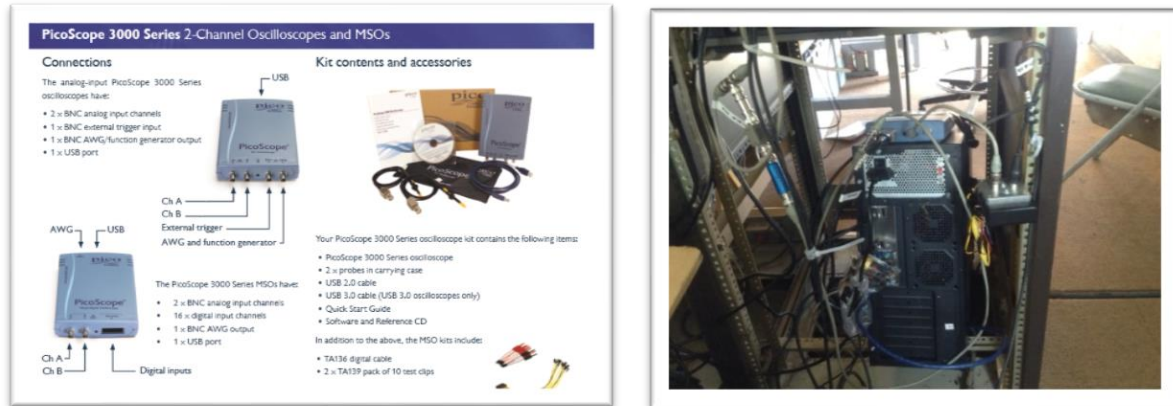 PicoScope 3000 Series 2-Channel Oscilloscopes and MSOs
Connections
The analog-input PicoScope 3000 Series
oscilloscopes have:
• 2 x BNC analog input channels
• 1 x BNC external trigger input
• 1 x BNC AWG/function generator output
• 1 x USB port
USB
pico
PicoScope
Ch A
Ch B
External trigger
AWG and function generator
AWG
USB
pico
PicoScope
Ch A
Ch B
Digital inputs
The PicoScope 3000 Series MSOs have:
• 2 x BNC analog input channels
• 16 x digital input channels
• 1 x BNC AWG output
• 1 x USB port
Kit contents and accessories
pico
PicoScope
Your PicoScope 3000 Series oscilloscope kit contains the following items:
• PicoScope 3000 Series oscilloscope
• 2 x probes in carrying case
• USB 2.0 cable
• USB 3.0 cable (USB 3.0 oscilloscopes only)
• Quick Start Guide
• Software and Reference CD
In addition to the above, the MSO kits include:
• TA136 digital cable
• 2 x TA139 pack of 10 test clips